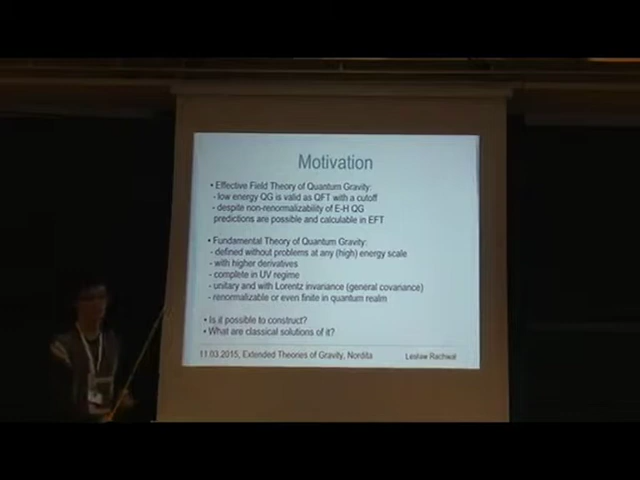 Motivation
• Effective Field Theory of Quantum Gravity:
- low energy QG is valid as QFT with a cutoff
- despite non-renormalizability of E-H QG
predictions are possible and calculable in EFT
• Fundamental Theory of Quantum Gravity:
- defined without problems at any (high) energy scale
- with higher derivatives
- complete in UV regime
- unitary and with Lorentz invariance (general covariance)
- renormalizable or even finite in quantum realm
• Is it possible to construct?
• What are classical solutions of it?
11.03.2015, Extended Theories of Gravity, Nordita
Lesław Rachwał